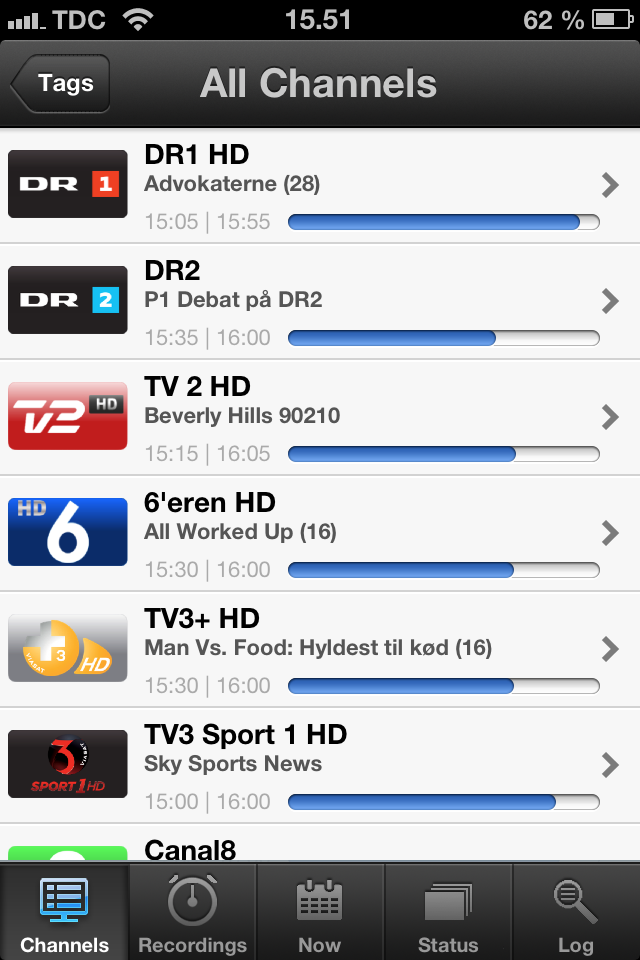 TDC 15.51 62 %
Tags All Channels
DR 1
DR1 HD
Advokaterne (28)
15:05 | 15:55
DR 2
DR2
P1 Debat på DR2
15:35 | 16:00
TV2 HD
TV 2 HD
Beverly Hills 90210
15:15 | 16:05
HD 6
6'eren HD
All Worked Up (16)
15:30 | 16:00
3 VIASAT HD
TV3+ HD
Man Vs. Food: Hyldest til kød (16)
15:30 | 16:00
3 VIASAT
SPORT1HD
TV3 Sport 1 HD
Sky Sports News
15:00 | 16:00
Canal8
Channels Recordings Now Status Log